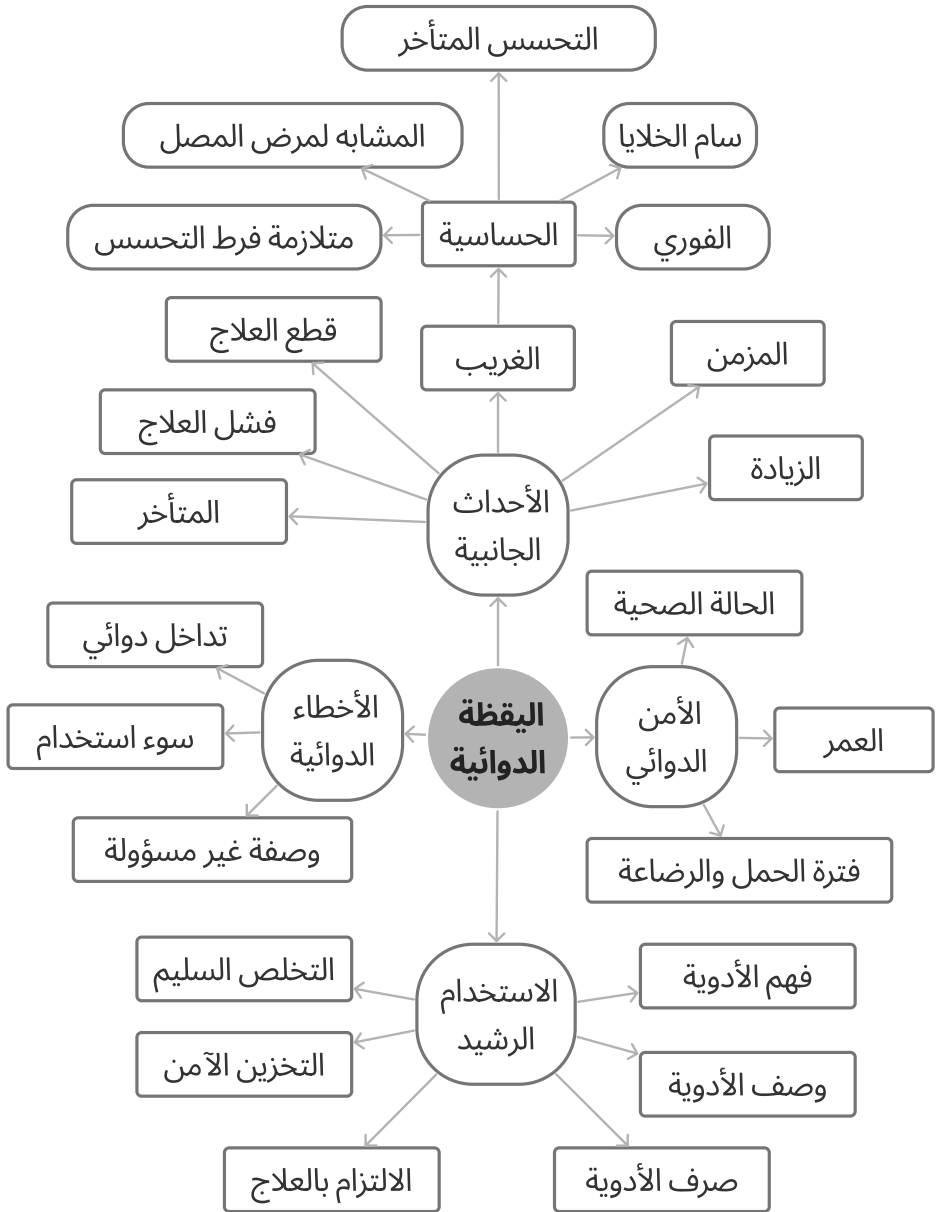 التحسس المتأخر
سام الخلايا
المشابه لمرض المصل
الفوري
الحساسية
متلازمة فرط التحسس
قطع العلاج
المزمن
الغريب
فشل العلاج
الزيادة
المتأخر
الأحداث
الجانبية
الحالة الصحية
تداخل دوائي
الأمن
الدوائي
اليقظة
الدوائية
الأخطاء
الدوائية
العمر
سوء استخدام
وصفة غير مسؤولة
فترة الحمل والرضاعة
فهم الأدوية
الاستخدام
الرشيد
التخلص السليم
وصف الأدوية
التخزين الآمن
صرف الأدوية
الالتزام بالعلاج